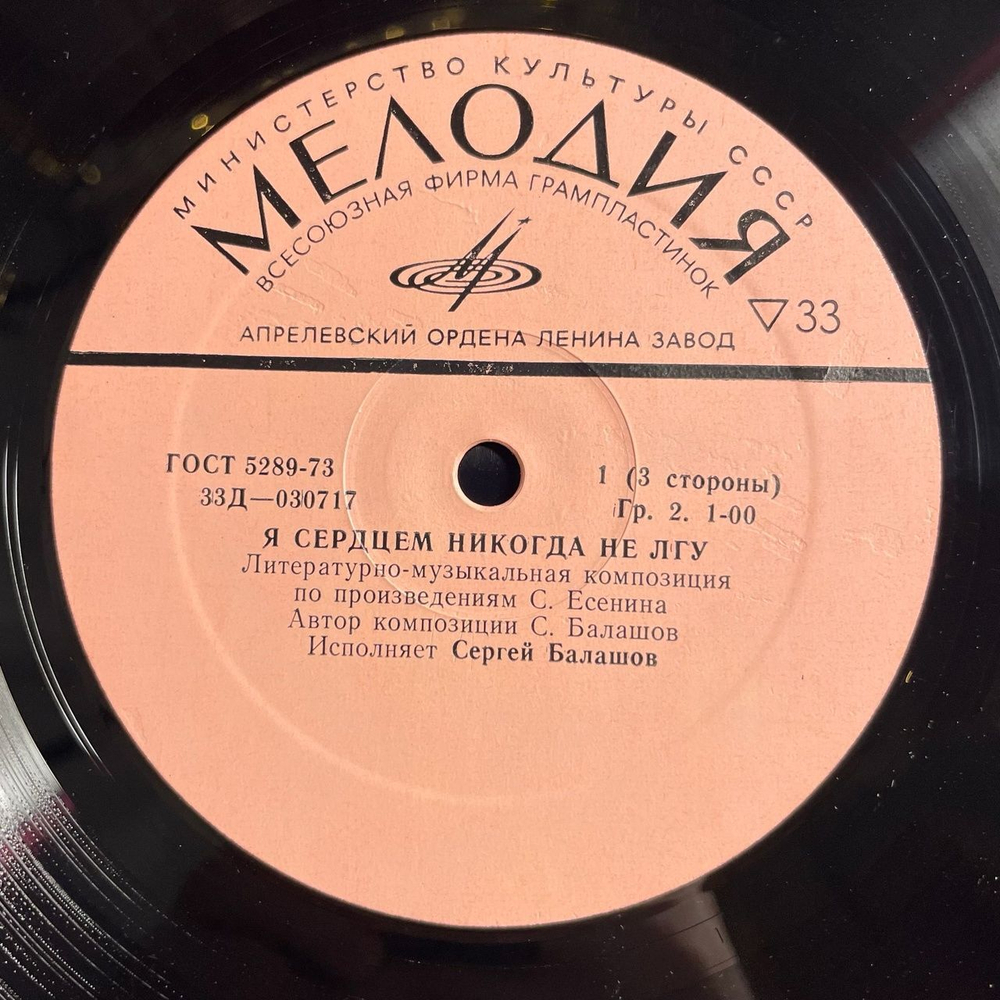 МИНИСТЕРСТВО КУЛЬТУРЫ СССР
МЕЛОДИЯ
ВСЕСОЮЗНАЯ ФИРМА ГРАМПЛАСТИНОК
М
▽33
АПРЕЛЕВСКИЙ ОРДЕНА ЛЕНИНА ЗАВОД
ГОСТ 5289-73
33Д—030717
1 (3 стороны)
Гр. 2. 1-00
Я СЕРДЦЕМ НИКОГДА НЕ ЛГУ
Литературно-музыкальная композиция
по произведениям С. Есенина
Автор композиции С. Балашов
Исполняет Сергей Балашов